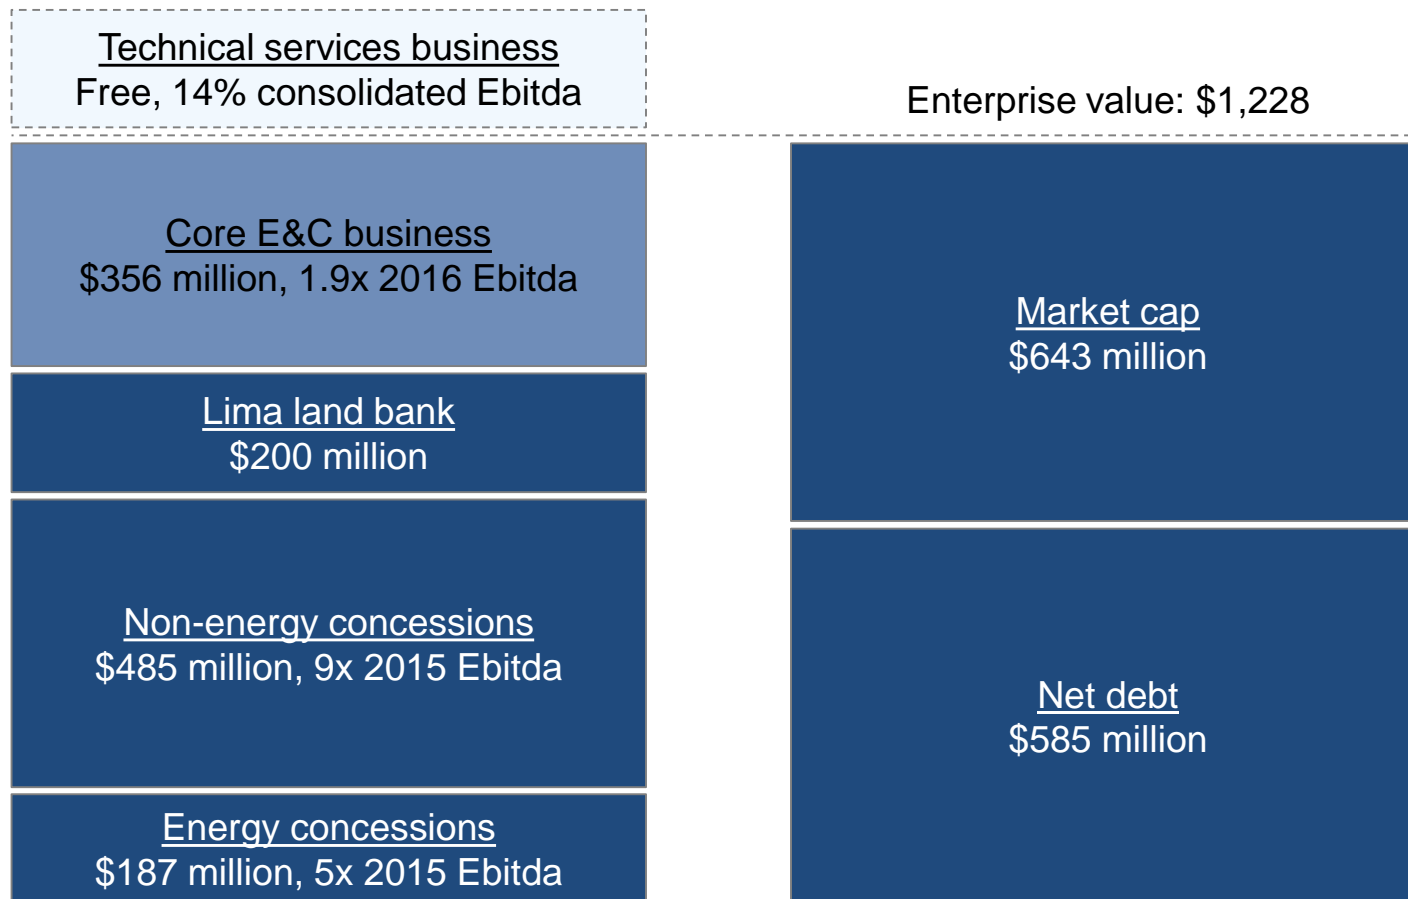 Technical services business
Free, 14% consolidated Ebitda
Enterprise value: $1,228
Core E&C business
$356 million, 1.9x 2016 Ebitda
Market cap
$643 million
Lima land bank
$200 million
Non-energy concessions
$485 million, 9x 2015 Ebitda
Net debt
$585 million
Energy concessions
$187 million, 5x 2015 Ebitda